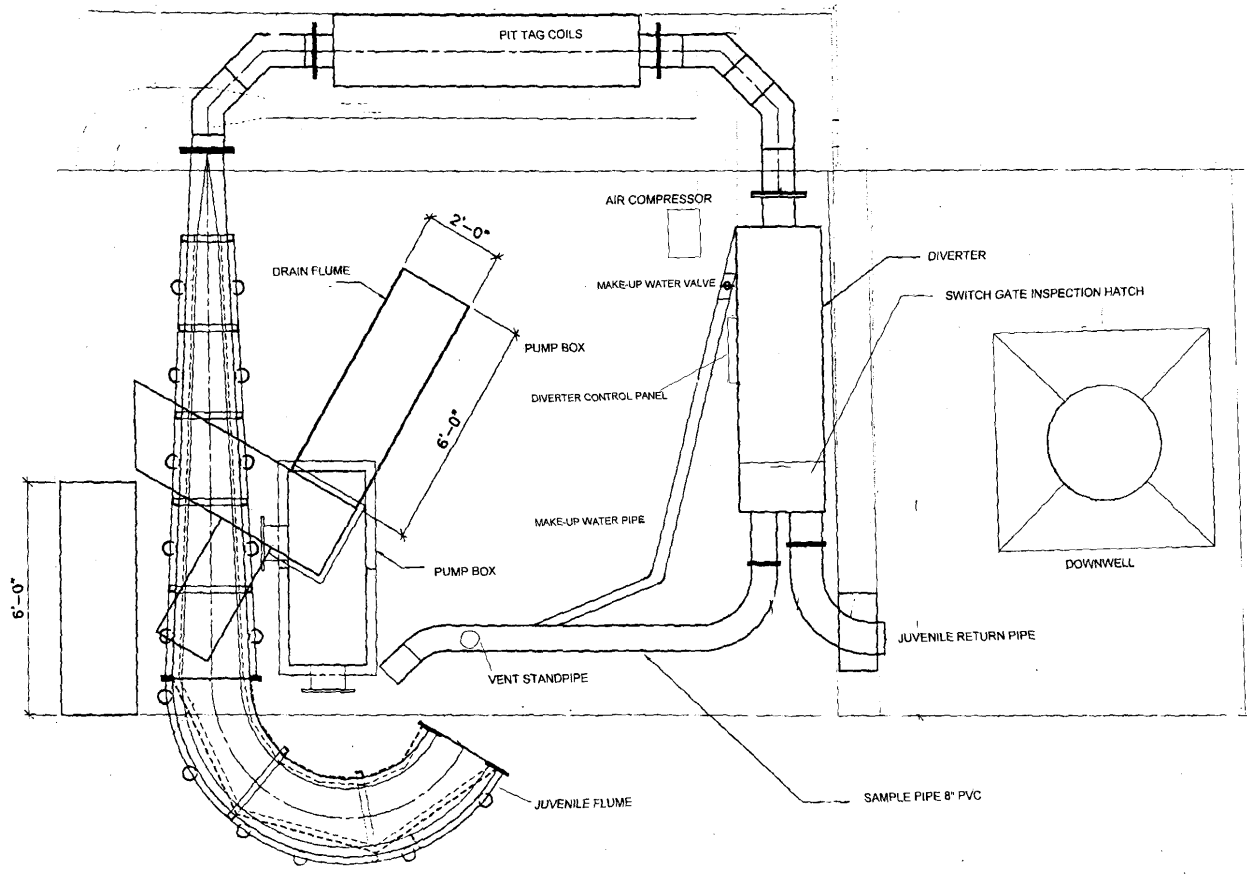 PIT TAG COILS
AIR COMPRESSOR
2'-0"
DRAIN FLUME
MAKE-UP WATER VALVE
DIVERTER
SWITCH GATE INSPECTION HATCH
PUMP BOX
DIVERTER CONTROL PANEL
6'-0"
MAKE-UP WATER PIPE
PUMP BOX
DOWNWELL
6'-0"
JUVENILE RETURN PIPE
VENT STANDPIPE
JUVENILE FLUME
SAMPLE PIPE 8" PVC